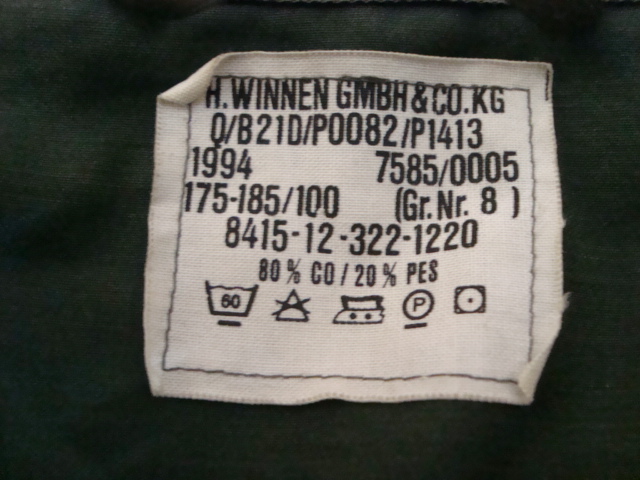 H.WINNEN GMBH & CO.KG
Q/B21D/P0082/P1413
1994 7585/0005
175-185/100 (Gr.Nr. 8 )
8415-12-322-1220
80% CO / 20% PES
60 P